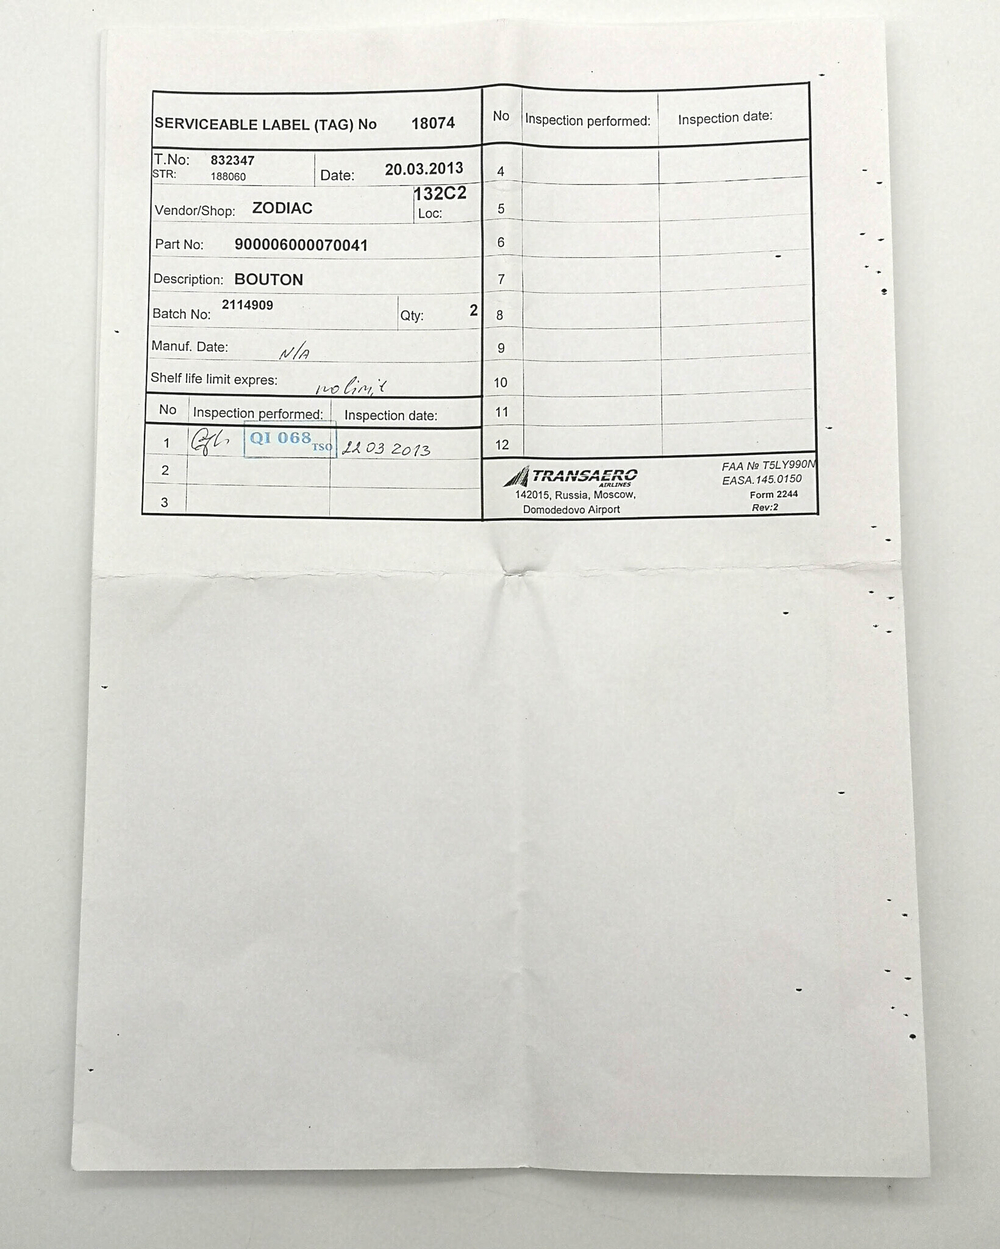 SERVICEABLE LABEL (TAG) No 18074
T.No: 832347
STR: 188060
Date: 20.03.2013
Vendor/Shop: ZODIAC
132C2
Loc:
Part No: 900006000070041
Description: BOUTON
Batch No: 2114909
Qty: 2
Manuf. Date: N/A
Shelf life limit expres: no limit
No Inspection performed: Inspection date:
1 QI 068 TSO 22 03 2013
2
3
No Inspection performed: Inspection date:
4
5
6
7
8
9
10
11
12
TRANSAERO
AIRLINES
142015, Russia, Moscow,
Domodedovo Airport
FAA № T5LY990N
EASA.145.0150
Form 2244
Rev:2